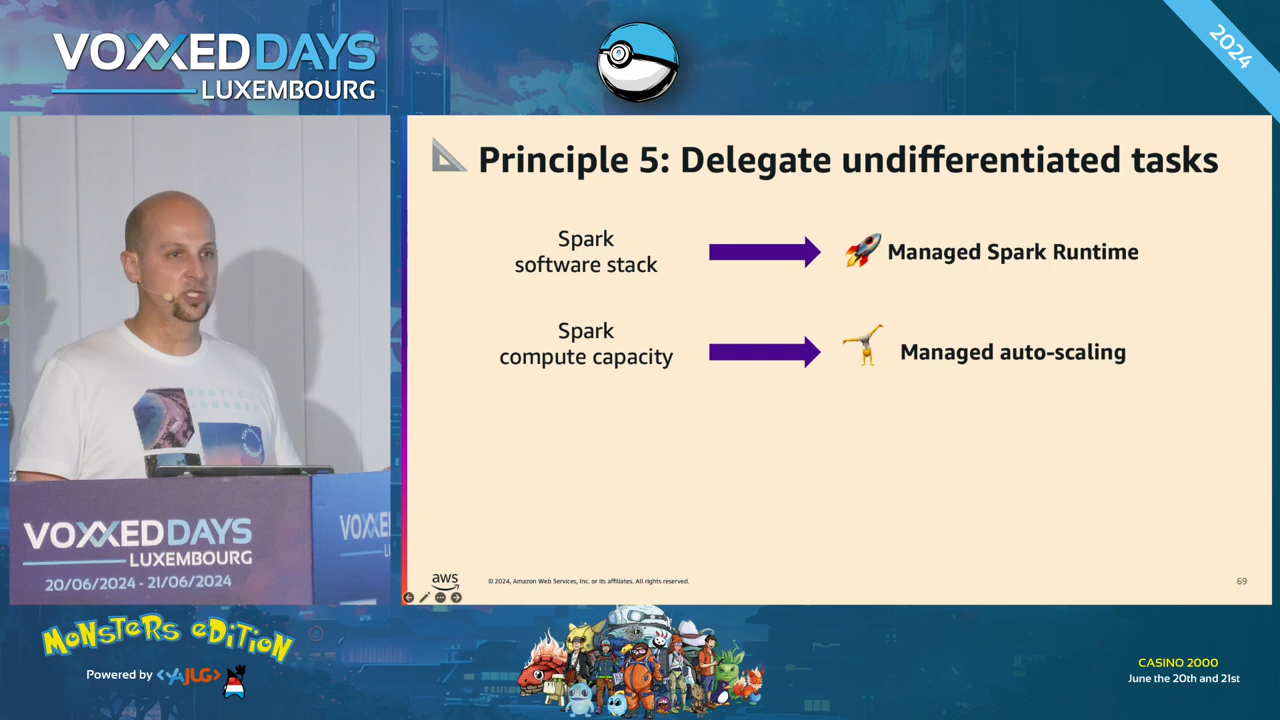 VOXXED DAYS
LUXEMBOURG
2024
Principle 5: Delegate undifferentiated tasks
Spark
software stack
Managed Spark Runtime
Spark
compute capacity
Managed auto-scaling
aws
© 2024, Amazon Web Services, Inc. or its affiliates. All rights reserved.
69
VOXXED DAYS
LUXEMBOURG
20/06/2024 - 21/06/2024
VOX
MONSTERS EDITION
Powered by <YAJUG>
CASINO 2000
June the 20th and 21st